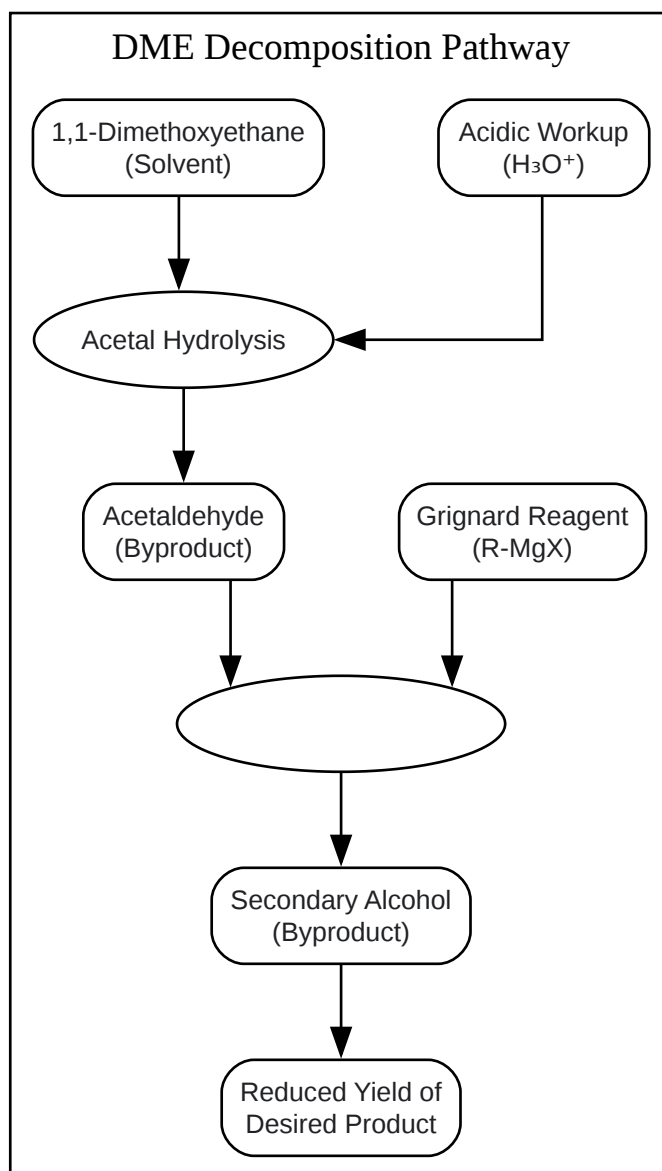 DME Decomposition Pathway
1,1-Dimethoxyethane
(Solvent)
Acidic Workup
(H₃O⁺)
Acetal Hydrolysis
Acetaldehyde
(Byproduct)
Grignard Reagent
(R-MgX)
Secondary Alcohol
(Byproduct)
Reduced Yield of
Desired Product